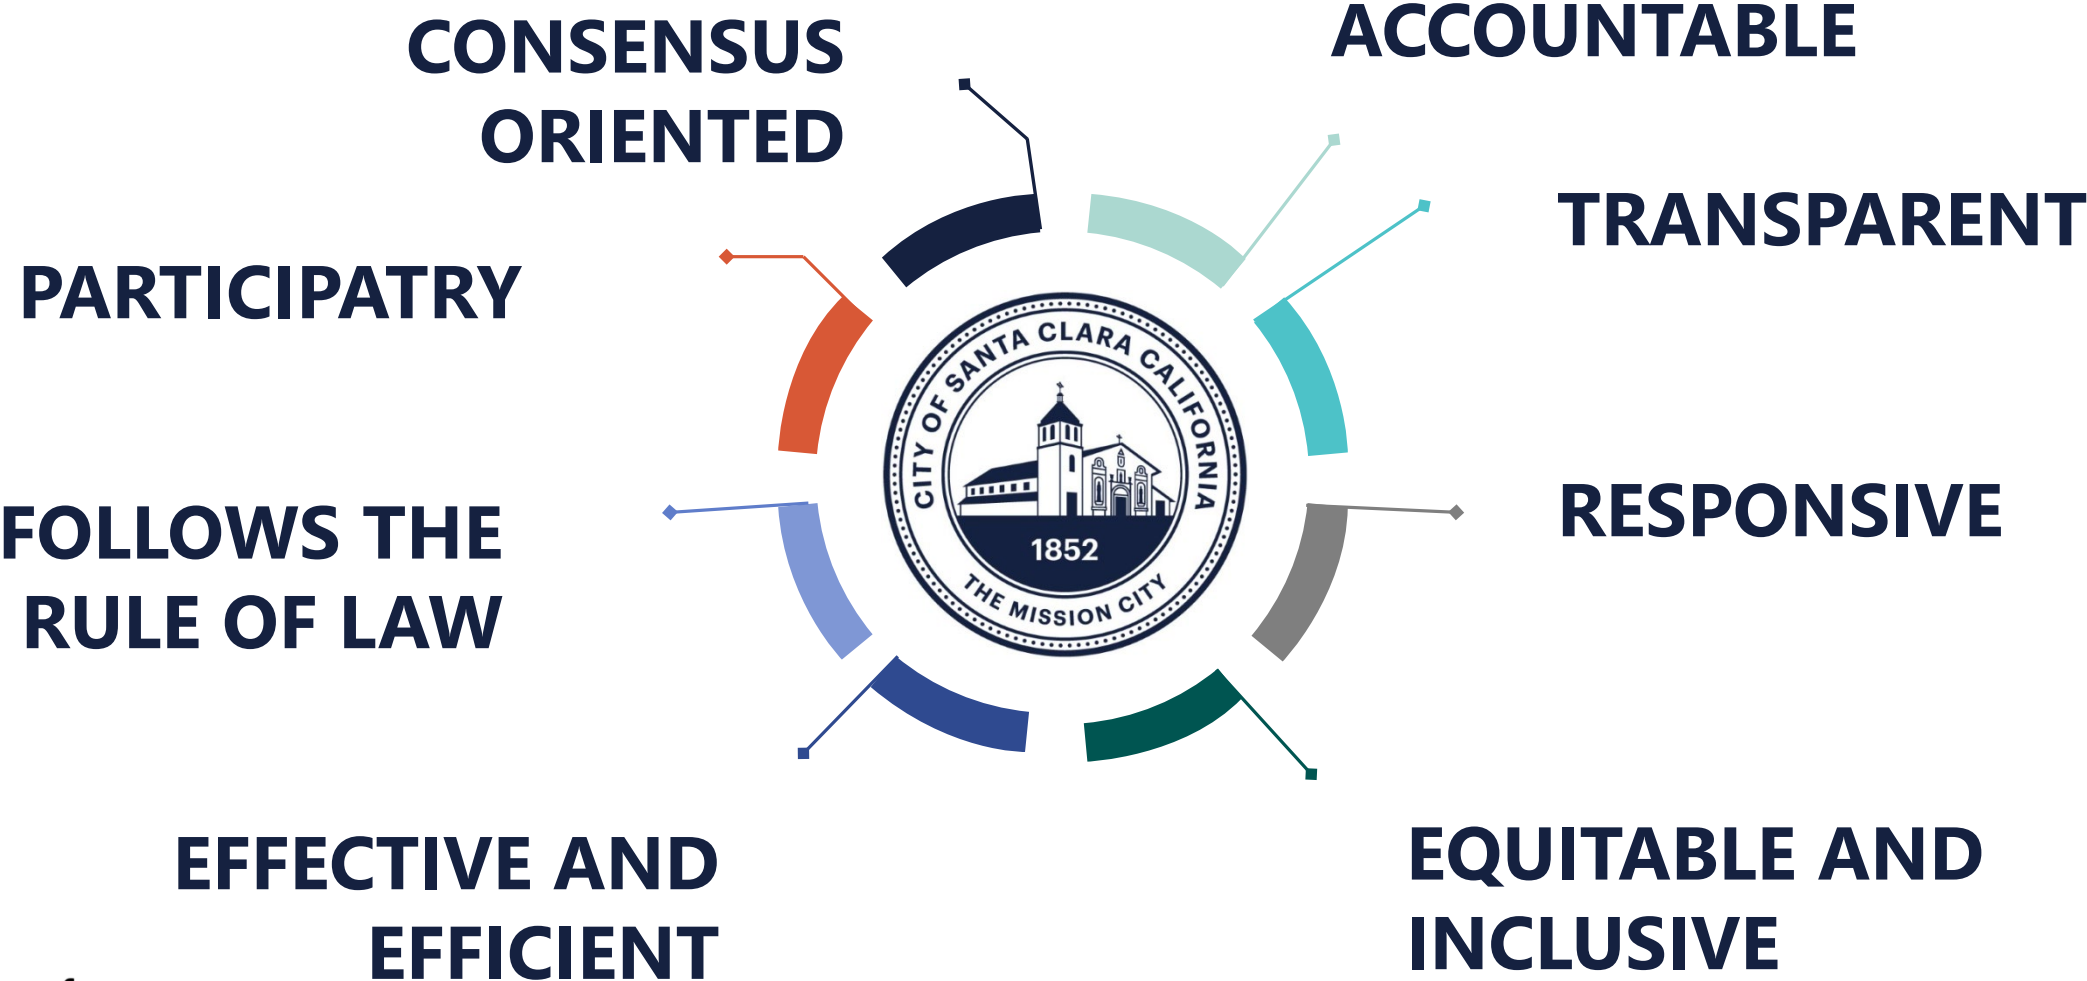 CONSENSUS
ORIENTED
ACCOUNTABLE
TRANSPARENT
PARTICIPATRY
CITY OF SANTA CLARA CALIFORNIA
1852
THE MISSION CITY
RESPONSIVE
FOLLOWS THE
RULE OF LAW
EFFECTIVE AND
EFFICIENT
EQUITABLE AND
INCLUSIVE